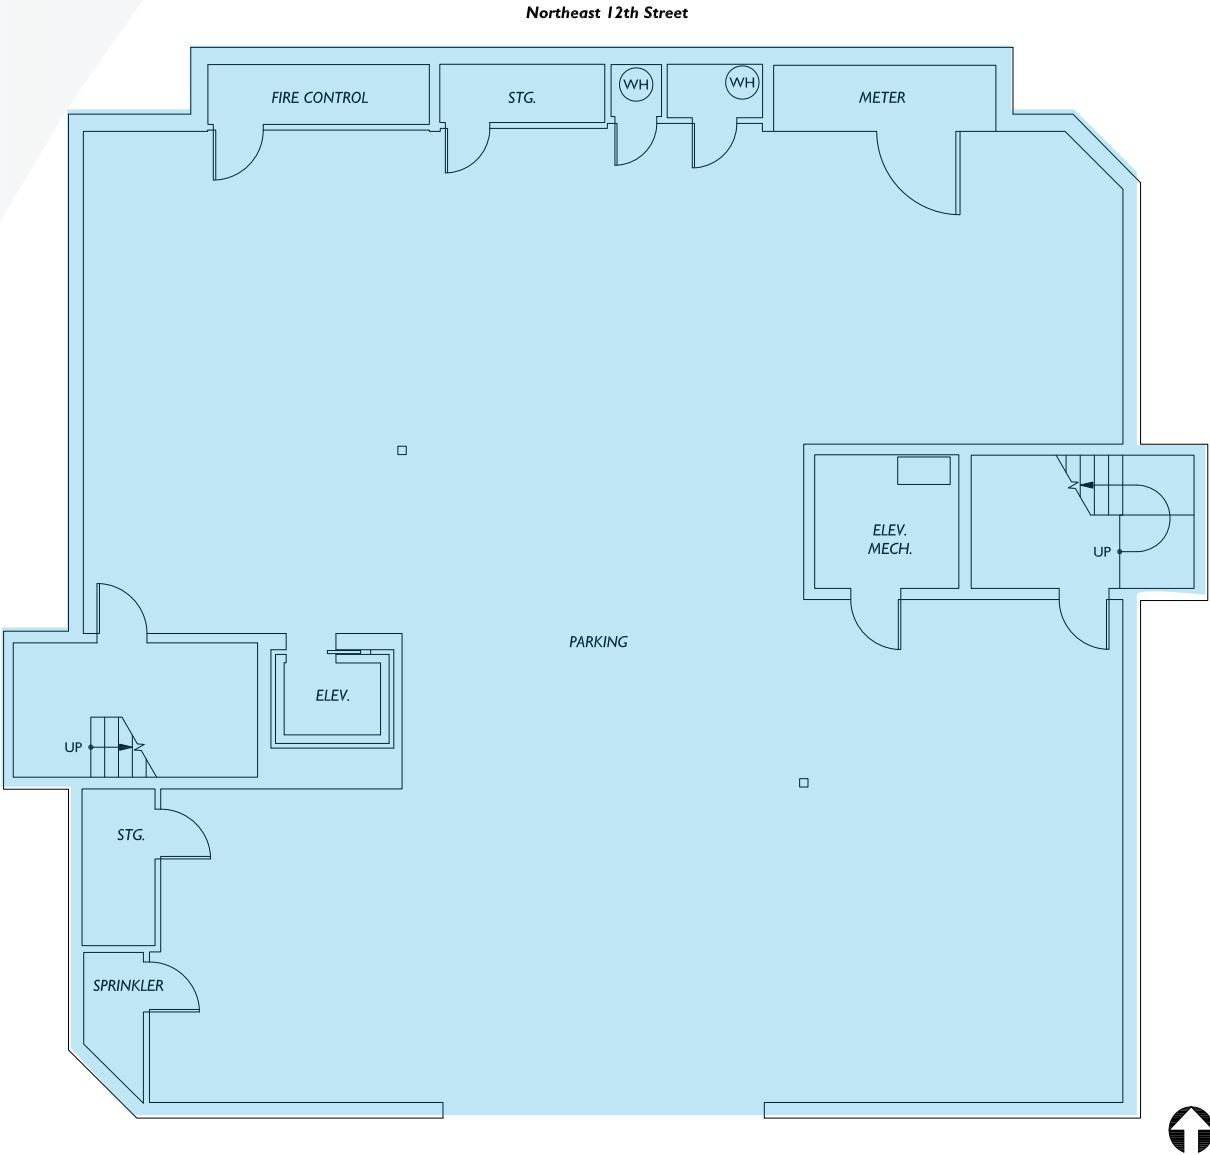 Northeast 12th Street
FIRE CONTROL
STG.
WH
WH
METER
ELEV.
MECH.
UP
PARKING
ELEV.
UP
STG.
SPRINKLER